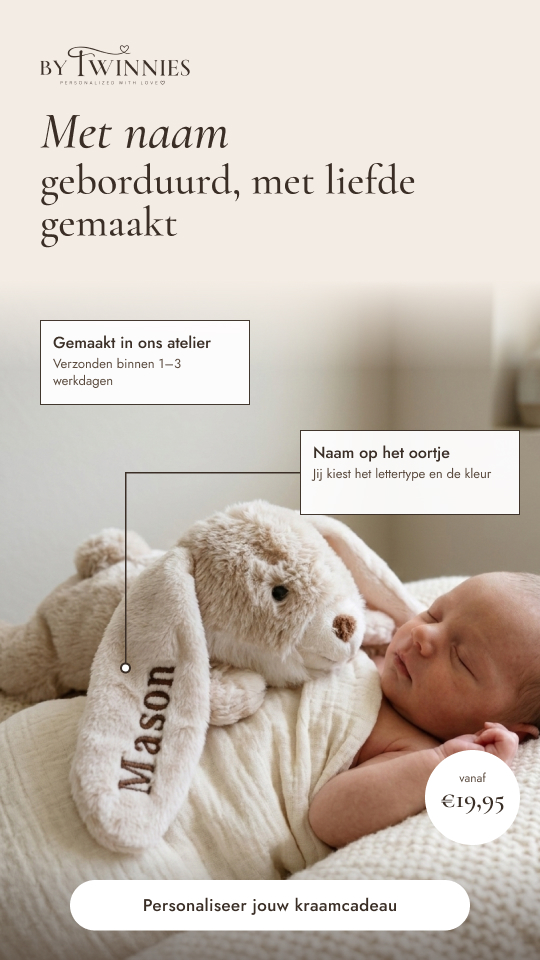 BY TWINNIES
PERSONALIZED WITH LOVE
Met naam
geborduurd, met liefde
gemaakt
Gemaakt in ons atelier
Verzonden binnen 1–3
werkdagen
Naam op het oortje
Jij kiest het lettertype en de kleur
Mason
vanaf
€19,95
Personaliseer jouw kraamcadeau